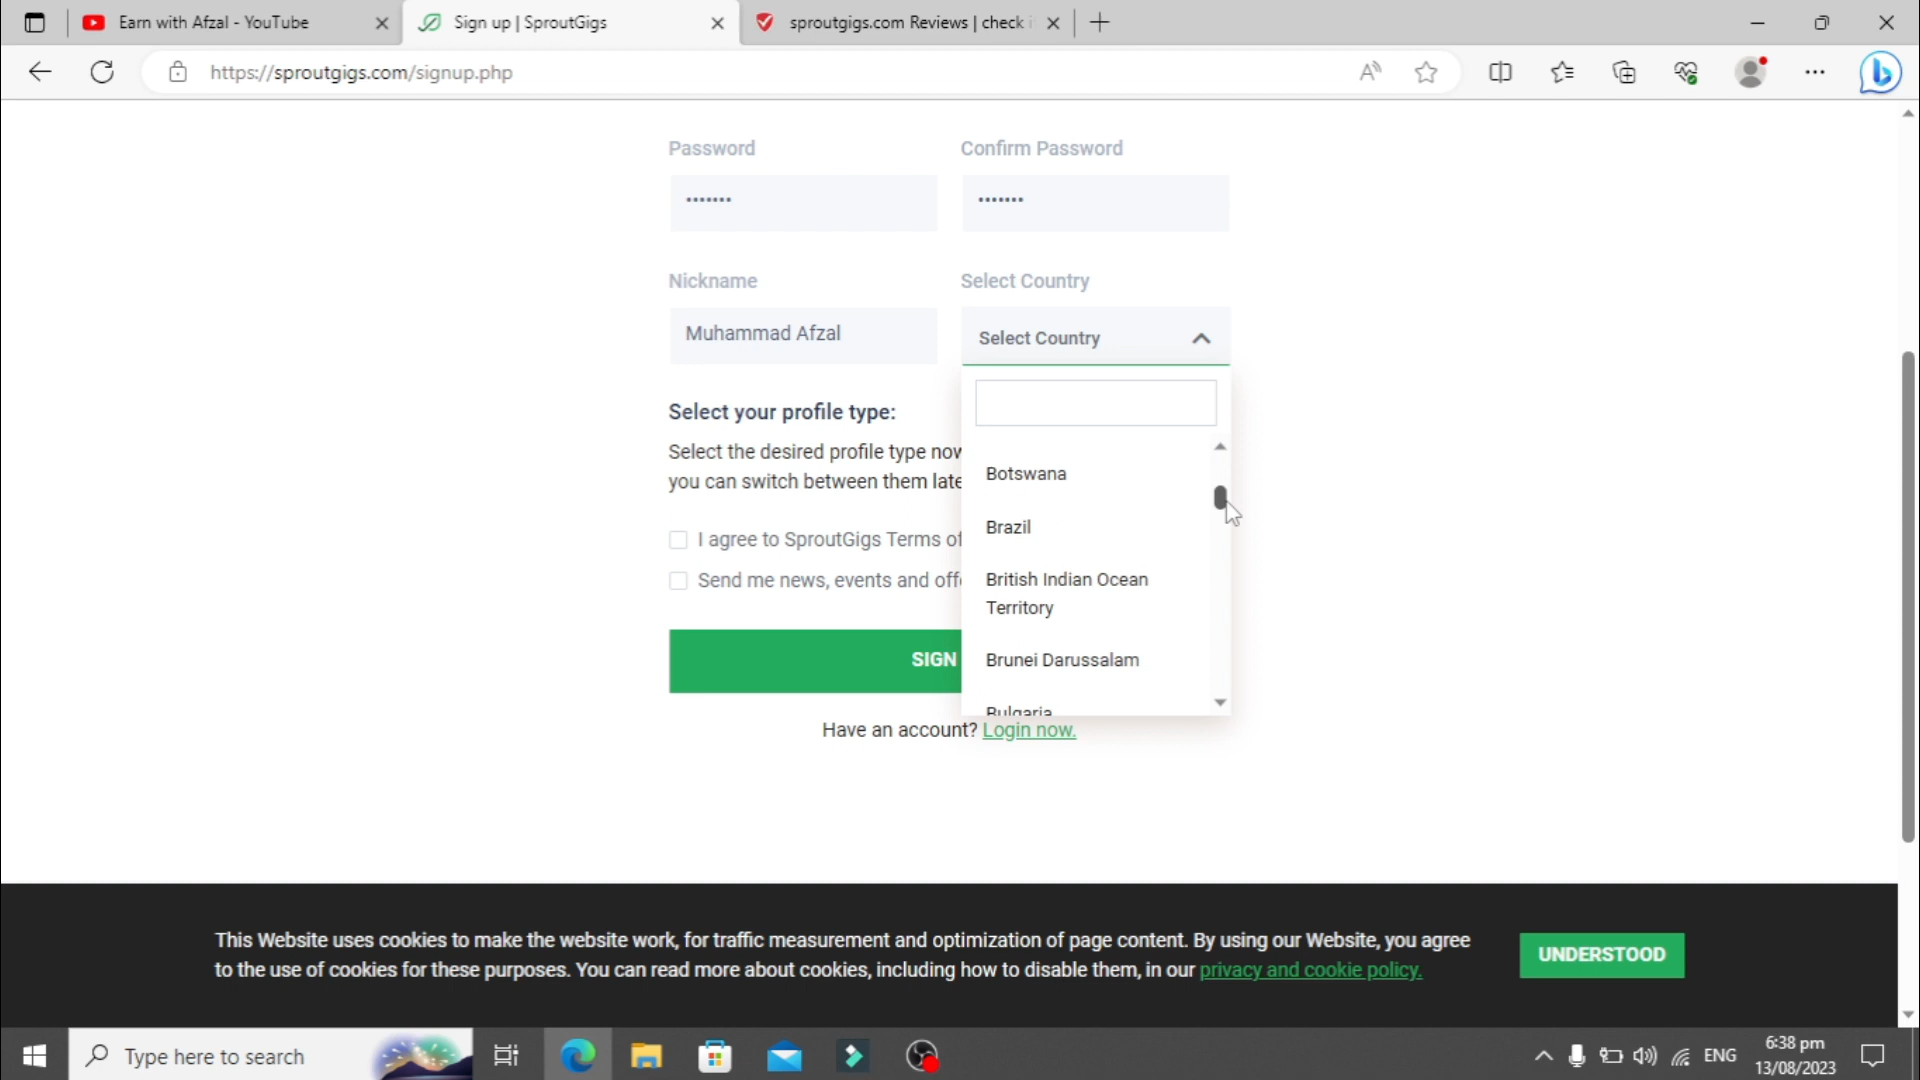 Earn with Afzal - YouTube
Sign up | SproutGigs
sproutgigs.com Reviews | check i
https://sproutgigs.com/signup.php
Password
Confirm Password
•••••••
•••••••
Nickname
Select Country
Muhammad Afzal
Select Country
Select your profile type:
Select the desired profile type now
you can switch between them late
Botswana
Brazil
I agree to SproutGigs Terms of
Send me news, events and offe
British Indian Ocean
Territory
SIGN
Brunei Darussalam
Bulgaria
Have an account? Login now.
This Website uses cookies to make the website work, for traffic measurement and optimization of page content. By using our Website, you agree
to the use of cookies for these purposes. You can read more about cookies, including how to disable them, in our privacy and cookie policy.
UNDERSTOOD
Type here to search
ENG
6:38 pm
13/08/2023